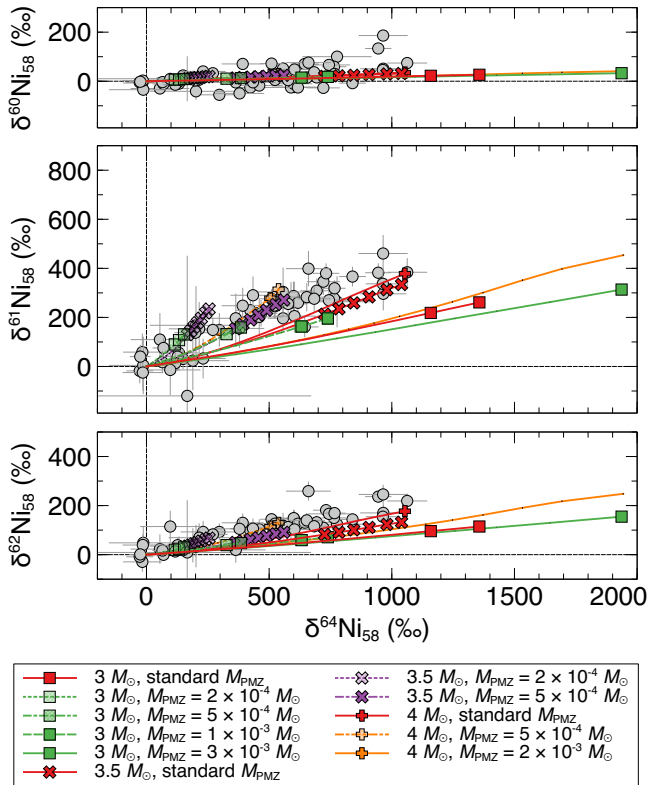 200
0
δ⁶⁰Ni₅₈ (‰)
800
600
400
200
0
δ⁶¹Ni₅₈ (‰)
400
200
0
δ⁶²Ni₅₈ (‰)
0 500 1000 1500 2000
δ⁶⁴Ni₅₈ (‰)
3 M☉, standard M_PMZ
3 M☉, M_PMZ = 2 × 10⁻⁴ M☉
3 M☉, M_PMZ = 5 × 10⁻⁴ M☉
3 M☉, M_PMZ = 1 × 10⁻³ M☉
3 M☉, M_PMZ = 3 × 10⁻³ M☉
3.5 M☉, standard M_PMZ
3.5 M☉, M_PMZ = 2 × 10⁻⁴ M☉
3.5 M☉, M_PMZ = 5 × 10⁻⁴ M☉
4 M☉, standard M_PMZ
4 M☉, M_PMZ = 5 × 10⁻⁴ M☉
4 M☉, M_PMZ = 2 × 10⁻³ M☉